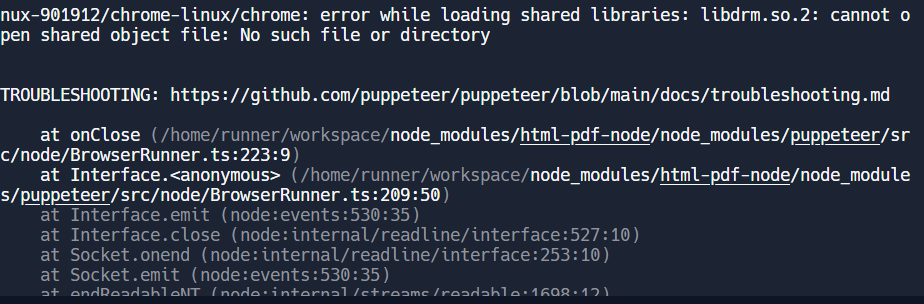 nux-901912/chrome-linux/chrome: error while loading shared libraries: libdrm.so.2: cannot o
pen shared object file: No such file or directory
TROUBLESHOOTING: https://github.com/puppeteer/puppeteer/blob/main/docs/troubleshooting.md
at onClose (/home/runner/workspace/node_modules/html-pdf-node/node_modules/puppeteer/sr
c/node/BrowserRunner.ts:223:9)
at Interface.<anonymous> (/home/runner/workspace/node_modules/html-pdf-node/node_module
s/puppeteer/src/node/BrowserRunner.ts:209:50)
at Interface.emit (node:events:530:35)
at Interface.close (node:internal/readline/interface:527:10)
at Socket.onend (node:internal/readline/interface:253:10)
at Socket.emit (node:events:530:35)
at endReadableNT (node:internal/streams/readable:1698:12)